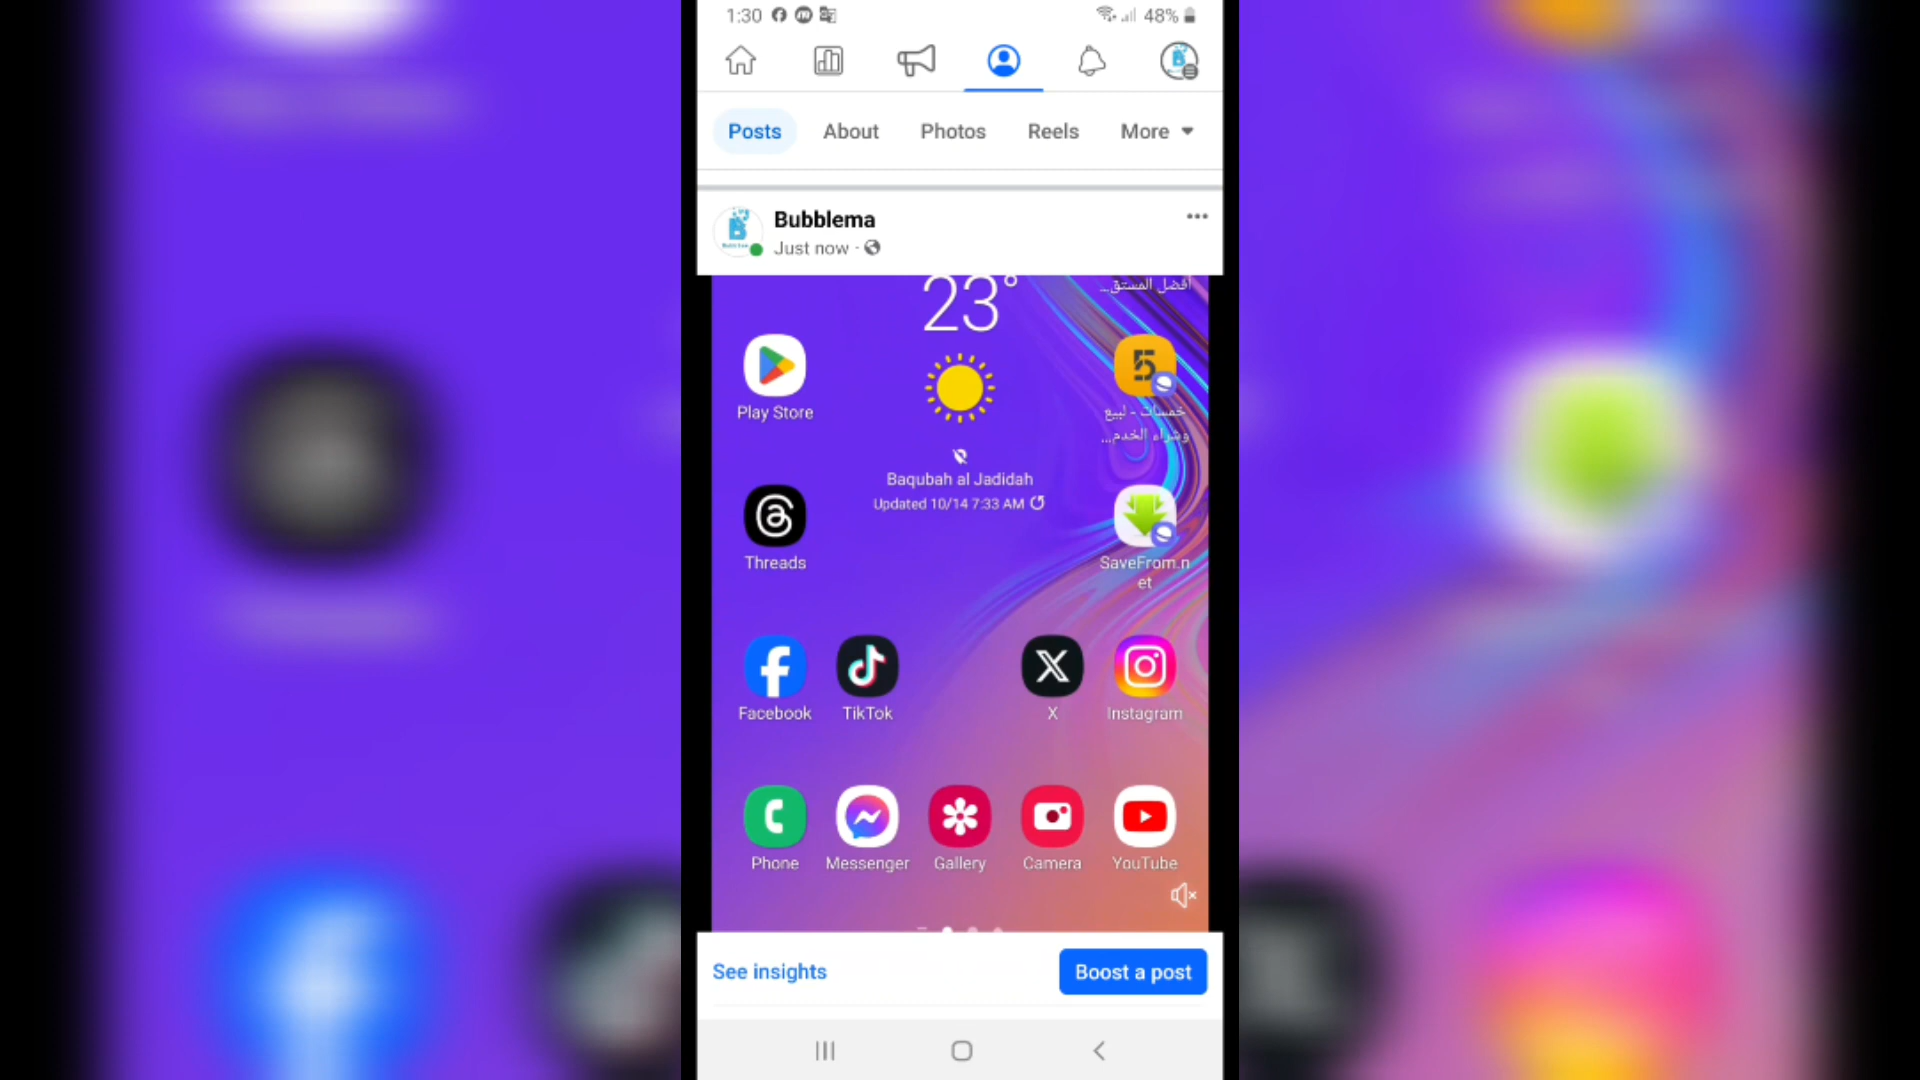 1:30
48%
Posts About Photos Reels More
Bubblema
Just now ·
23°
أفضل المستق...
Play Store
خمسات - لبيع
وشراء الخدم...
Baqubah al Jadidah
Updated 10/14 7:33 AM
Threads
SaveFrom.n
et
Facebook TikTok X Instagram
Phone Messenger Gallery Camera YouTube
See insights Boost a post